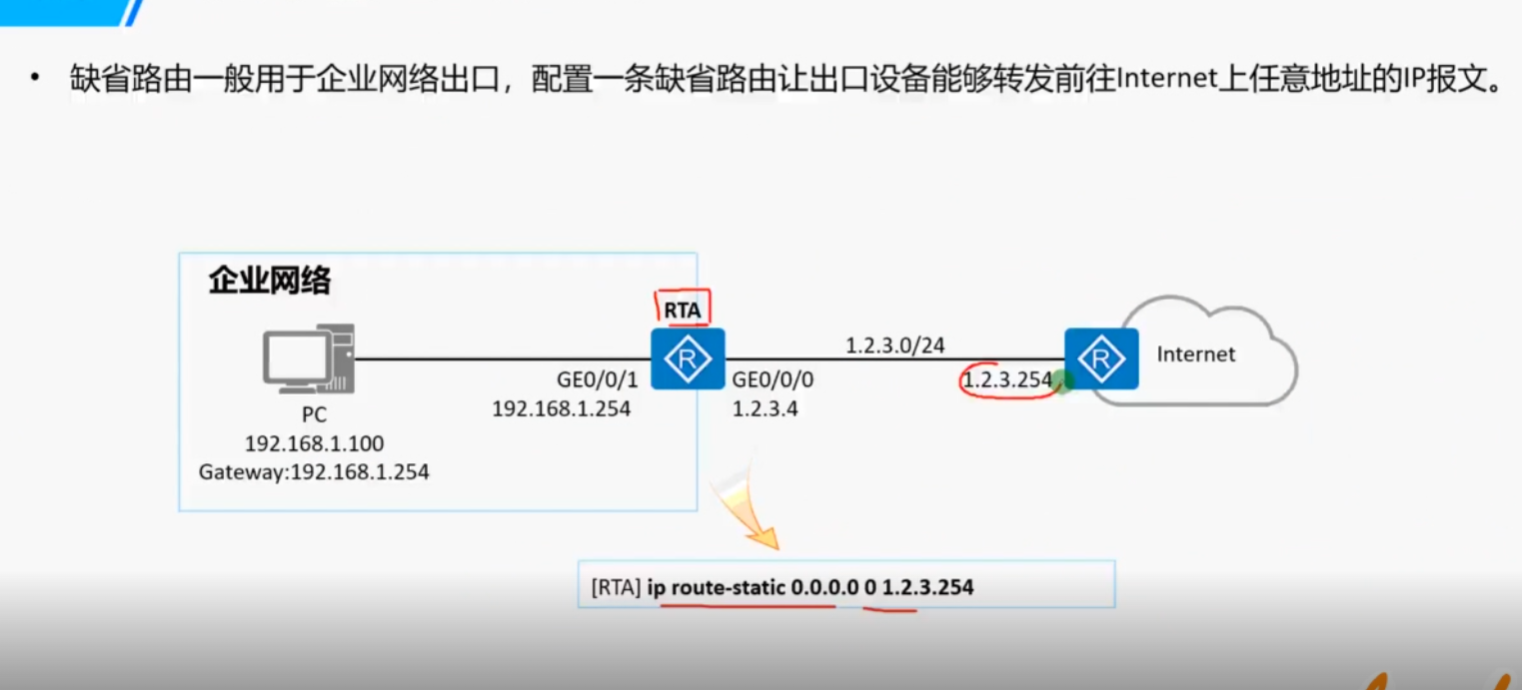 • 缺省路由一般用于企业网络出口，配置一条缺省路由让出口设备能够转发前往Internet上任意地址的IP报文。
企业网络
RTA
1.2.3.0/24
Internet
GE0/0/1
GE0/0/0
1.2.3.254
192.168.1.254
1.2.3.4
PC
192.168.1.100
Gateway:192.168.1.254
[RTA] ip route-static 0.0.0.0 0 1.2.3.254